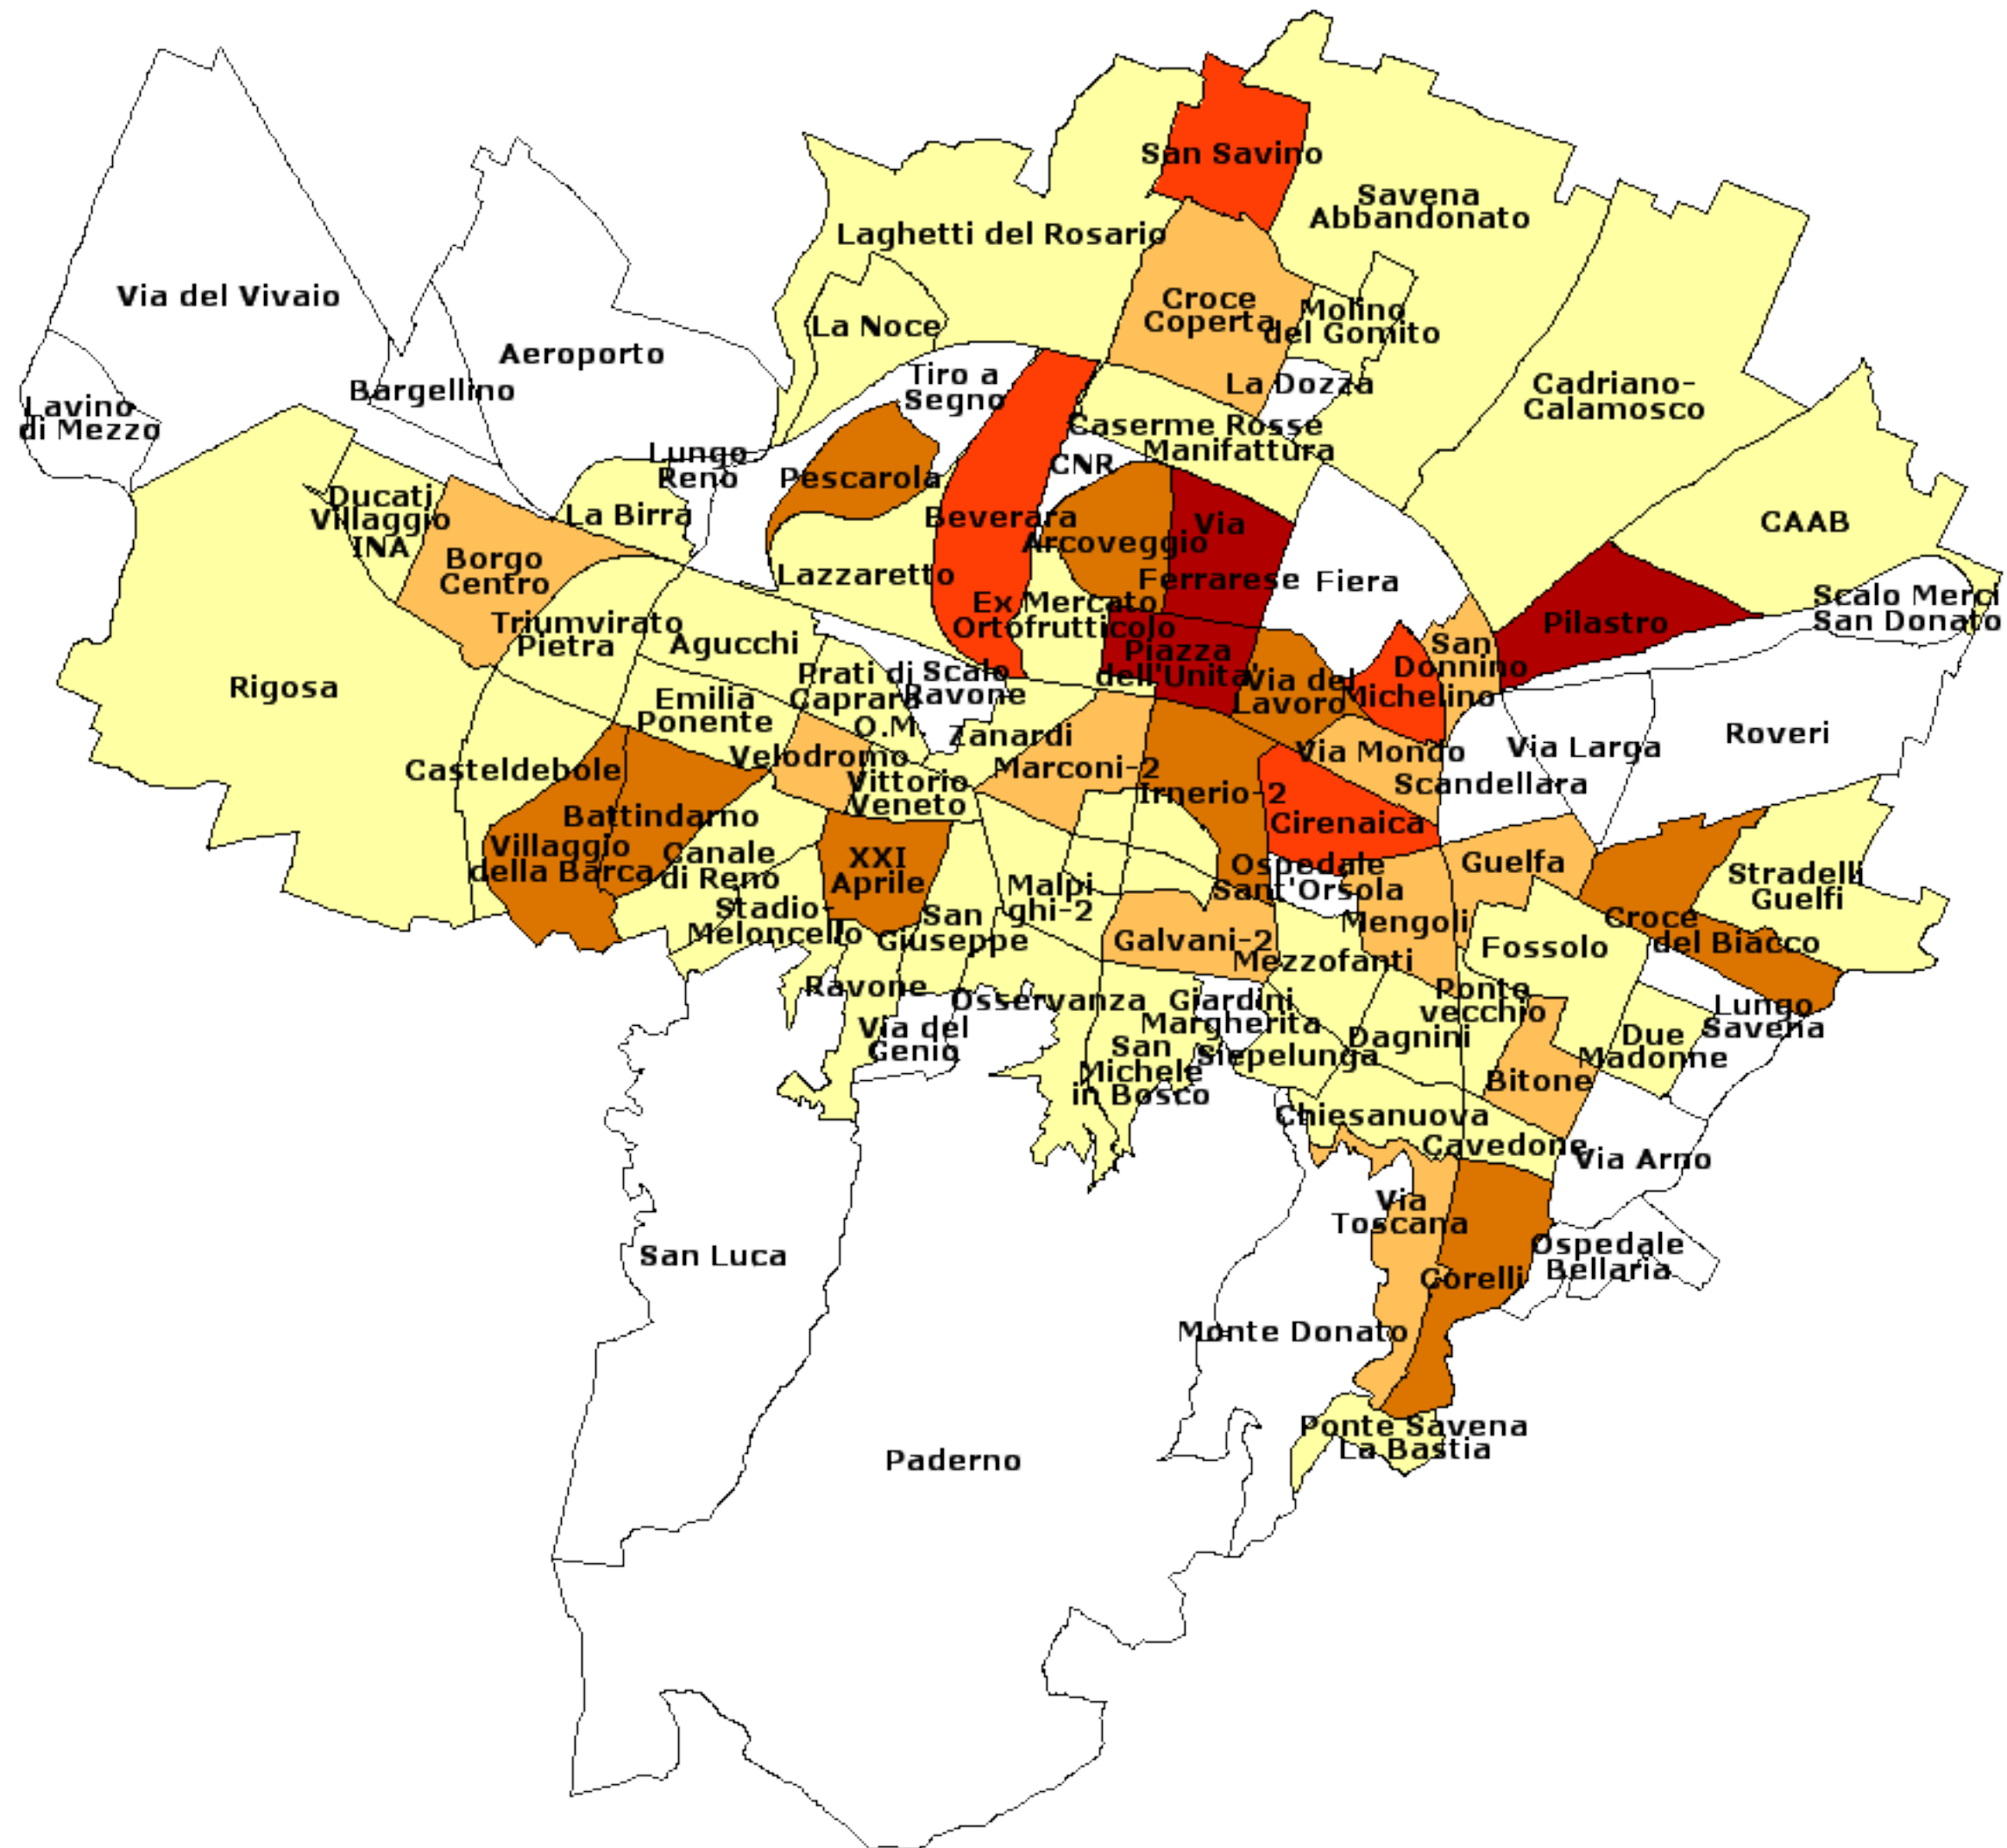 San Savino
Savena
Abbandonato
Laghetti del Rosario
Via del Vivaio
Croce
Coperta
Molino
del Gomito
La Noce
Aeroporto
Bargellino
Tiro a
Segno
La Dozza
Cadriano-
Calamosco
Lavino
di Mezzo
Caserme Rosse
Manifattura
Lungo
Reno
Pescarola
CNR
Ducati
Villaggio
INA
La Birra
Beverara
Via
Ferrarese
Arcoveggio
CAAB
Borgo
Centro
Lazzaretto
Fiera
Ex Mercato
Ortofrutticolo
Scalo Merci
San Donato
Triumvirato
Pietra
Agucchi
Piazza
dell'Unita'
Pilastro
San
Donnino
Prati di
Caprara
O.M
Scalo
Ravone
Via del
Lavoro
Michelino
Rigosa
Emilia
Ponente
Zanardi
Velodromo
Marconi-2
Via Mondo
Via Larga
Roveri
Casteldebole
Vittorio
Veneto
Irnerio-2
Scandellara
Battindarno
Cirenaica
Villaggio
della Barca
Canale
di Reno
XXI
Aprile
Ospedale
Sant'Orsola
Guelfa
Stradelli
Guelfi
Malpi
ghi-2
Stadio-
Meloncello
San
Giuseppe
Galvani-2
Mengoli
Croce
del Biacco
Fossolo
Mezzofanti
Ravone
Osservanza
Giardini
Margherita
Ponte
vecchio
Lungo
Savena
Via del
Genio
San
Michele
in Bosco
Siepelunga
Dagnini
Due
Madonne
Bitone
Chiesanuova
Cavedone
Via Arno
Via
Toscana
San Luca
Ospedale
Bellaria
Corelli
Monte Donato
Ponte Savena
La Bastia
Paderno